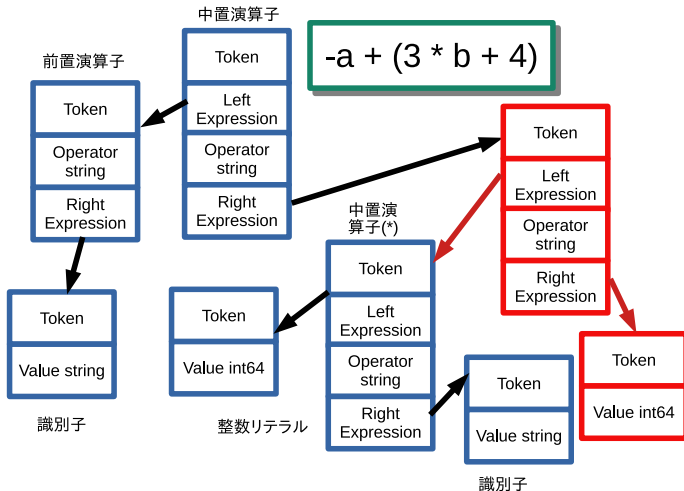 中置演算子
-a + (3 * b + 4)
前置演算子
Token
Left
Expression
Operator
string
Right
Expression
Token
Operator
string
Right
Expression
Token
Value string
識別子
Token
Left
Expression
Operator
string
Right
Expression
中置演
算子(*)
Token
Left
Expression
Operator
string
Right
Expression
Token
Value int64
整数リテラル
Token
Value string
識別子
Token
Value int64